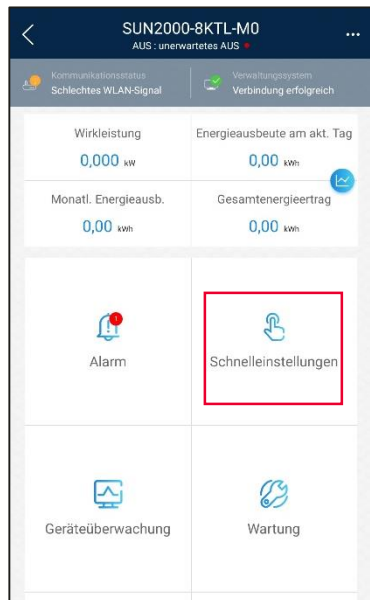 SUN2000-8KTL-M0
AUS : unerwartetes AUS
Kommunikationsstatus
Schlechtes WLAN-Signal
Verwaltungssystem
Verbindung erfolgreich
Wirkleistung
0,000 kW
Energieausbeute am akt. Tag
0,00 kWh
Monatl. Energieausb.
0,00 kWh
Gesamtenergieertrag
0,00 kWh
Alarm
Schnelleinstellungen
Geräteüberwachung
Wartung